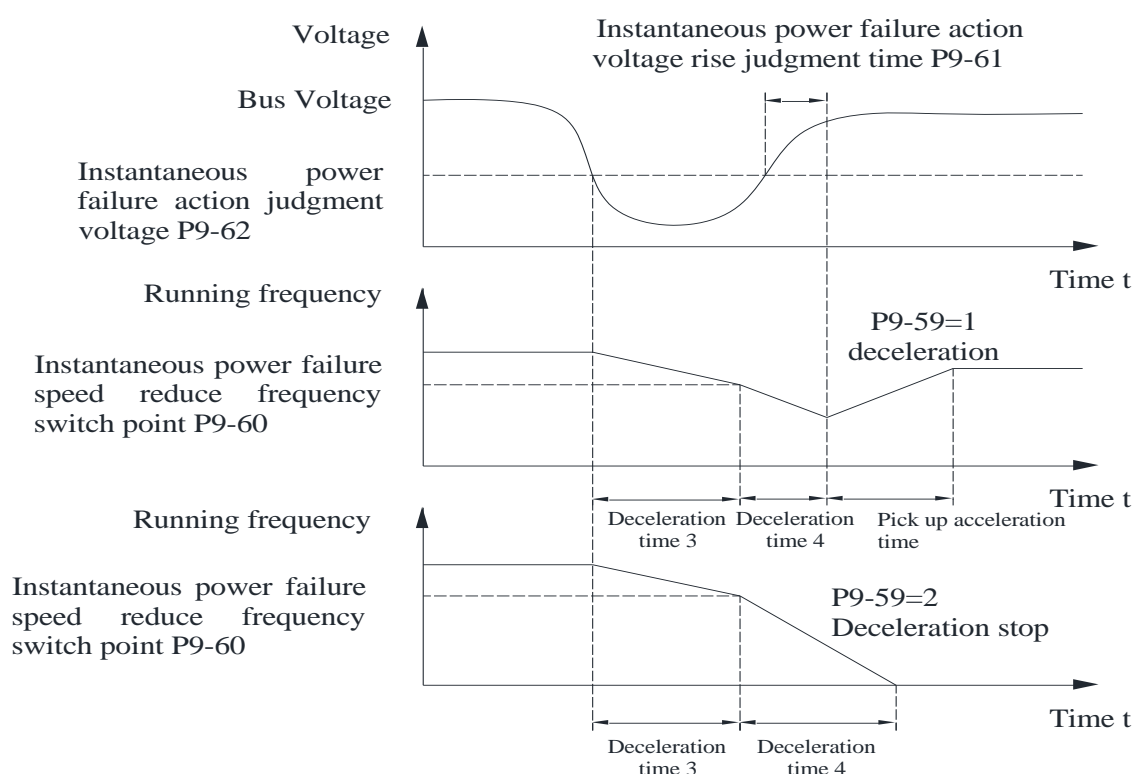 Voltage
Instantaneous power failure action
voltage rise judgment time P9-61
Bus Voltage
Instantaneous power
failure action judgment
voltage P9-62
Time t
Running frequency
P9-59=1
deceleration
Instantaneous power failure
speed reduce frequency
switch point P9-60
Time t
Deceleration
time 3
Deceleration
time 4
Pick up acceleration
time
Running frequency
Instantaneous power failure
speed reduce frequency
switch point P9-60
P9-59=2
Deceleration stop
Time t
Deceleration
time 3
Deceleration
time 4